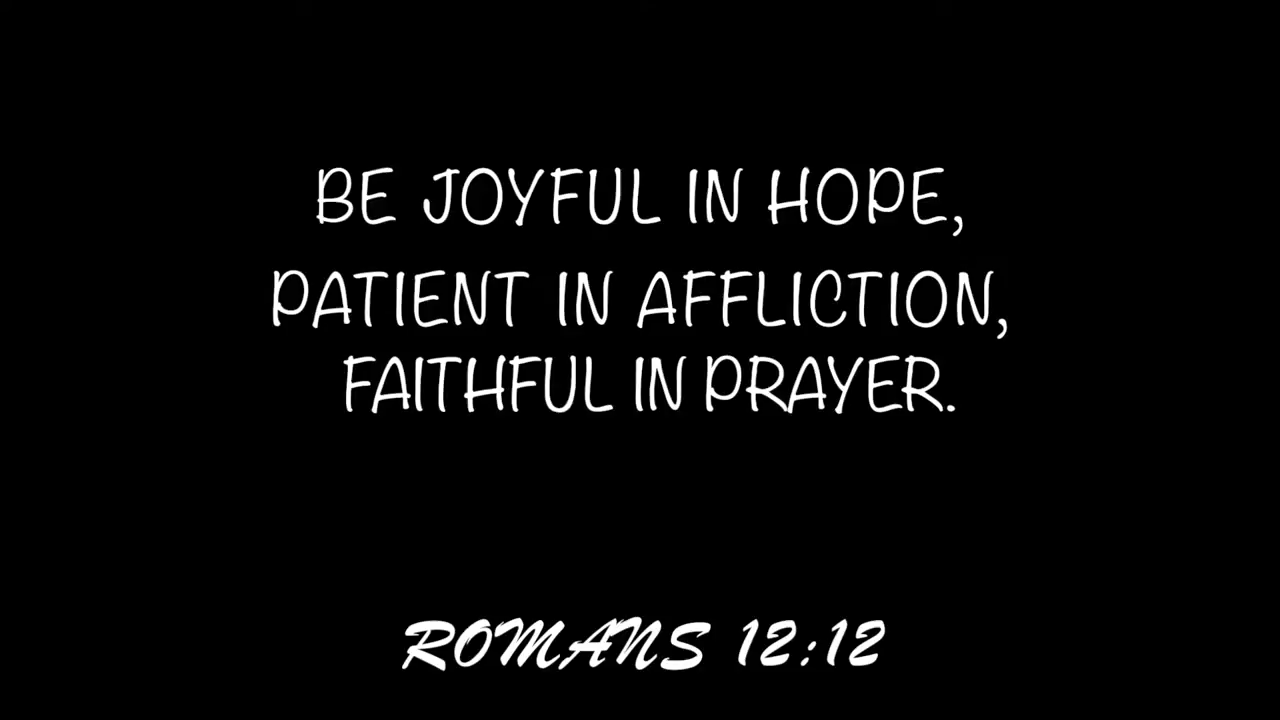 BE JOYFUL IN HOPE,
PATIENT IN AFFLICTION,
FAITHFUL IN PRAYER.
ROMANS 12:12